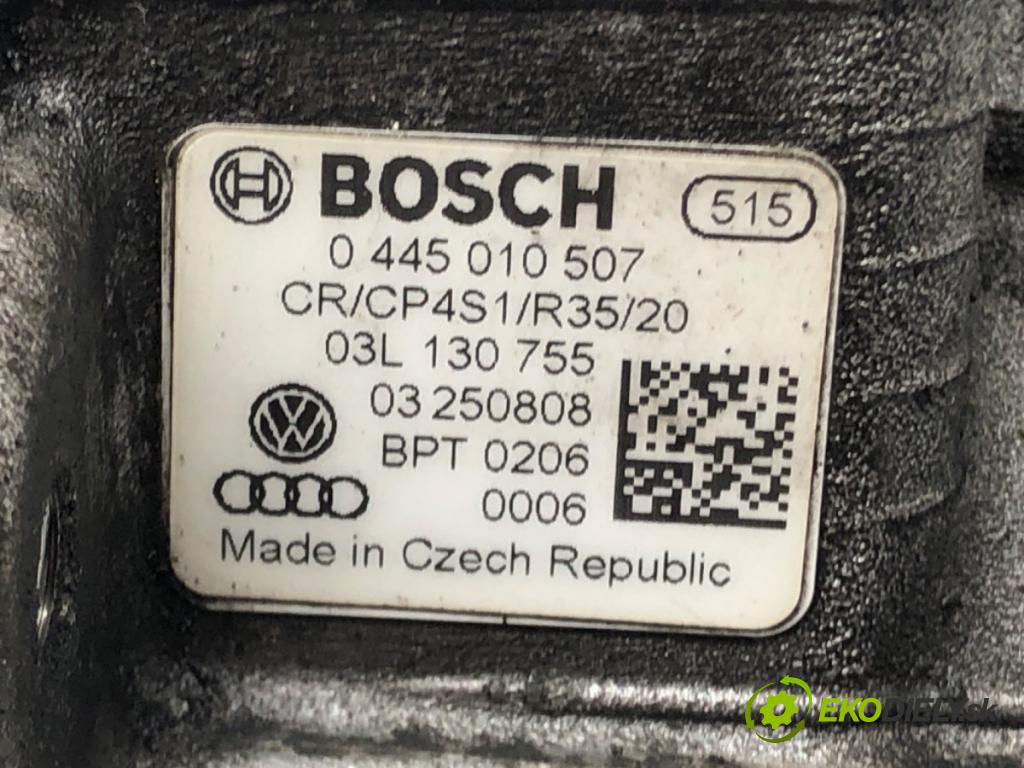 BOSCH 515
0 445 010 507
CR/CP4S1/R35/20
03L 130 755
03 250808
BPT 0206
0006
Made in Czech Republic
EKODIELY.sk